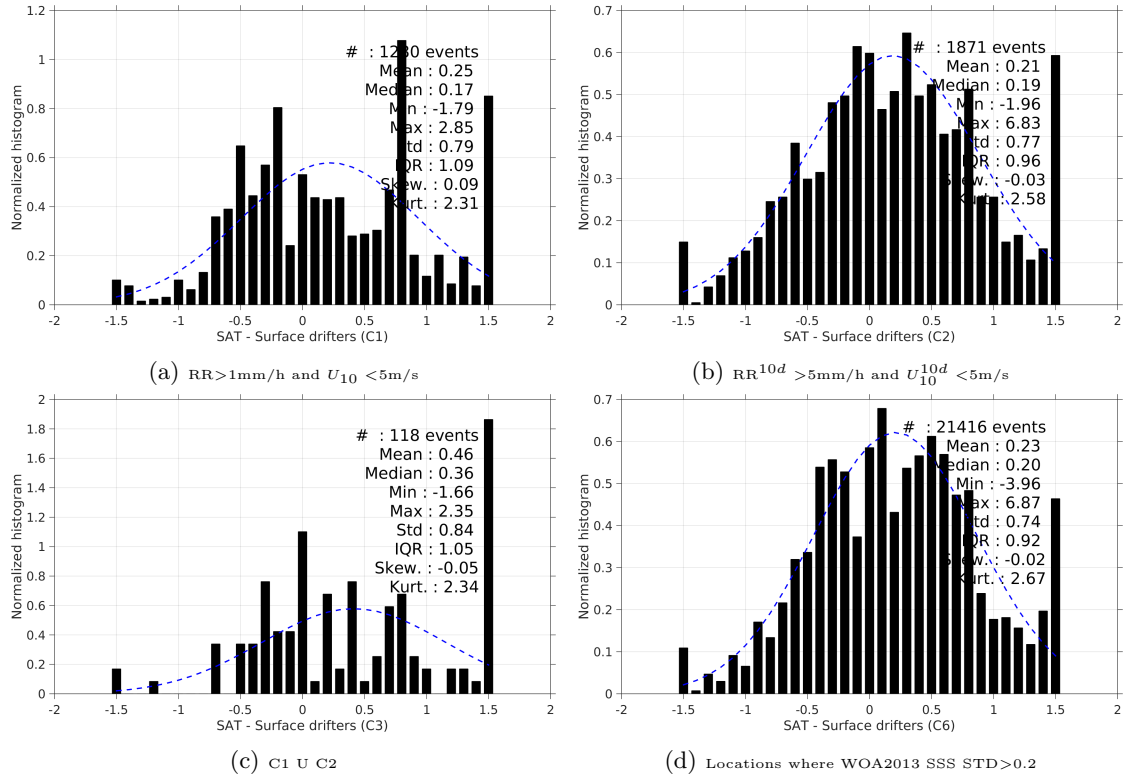 1.2
1
0.8
0.6
0.4
0.2
0
Normalized histogram
# : 1280 events
Mean : 0.25
Median : 0.17
Min : -1.79
Max : 2.85
Std : 0.79
IQR : 1.09
Skew. : 0.09
Kurt. : 2.31
-2 -1.5 -1 -0.5 0 0.5 1 1.5 2
SAT - Surface drifters (C1)
(a) RR>1mm/h and U10 <5m/s
0.7
0.6
0.5
0.4
0.3
0.2
0.1
0
Normalized histogram
# : 1871 events
Mean : 0.21
Median : 0.19
Min : -1.96
Max : 6.83
Std : 0.77
IQR : 0.96
Skew. : -0.03
Kurt. : 2.58
-2 -1.5 -1 -0.5 0 0.5 1 1.5 2
SAT - Surface drifters (C2)
(b) RR10d >5mm/h and U10d10 <5m/s
2
1.8
1.6
1.4
1.2
1
0.8
0.6
0.4
0.2
0
Normalized histogram
# : 118 events
Mean : 0.46
Median : 0.36
Min : -1.66
Max : 2.35
Std : 0.84
IQR : 1.05
Skew. : -0.05
Kurt. : 2.34
-2 -1.5 -1 -0.5 0 0.5 1 1.5 2
SAT - Surface drifters (C3)
(c) C1 U C2
0.7
0.6
0.5
0.4
0.3
0.2
0.1
0
Normalized histogram
# : 21416 events
Mean : 0.23
Median : 0.20
Min : -3.96
Max : 6.87
Std : 0.74
IQR : 0.92
Skew. : -0.02
Kurt. : 2.67
-2 -1.5 -1 -0.5 0 0.5 1 1.5 2
SAT - Surface drifters (C6)
(d) Locations where WOA2013 SSS STD>0.2